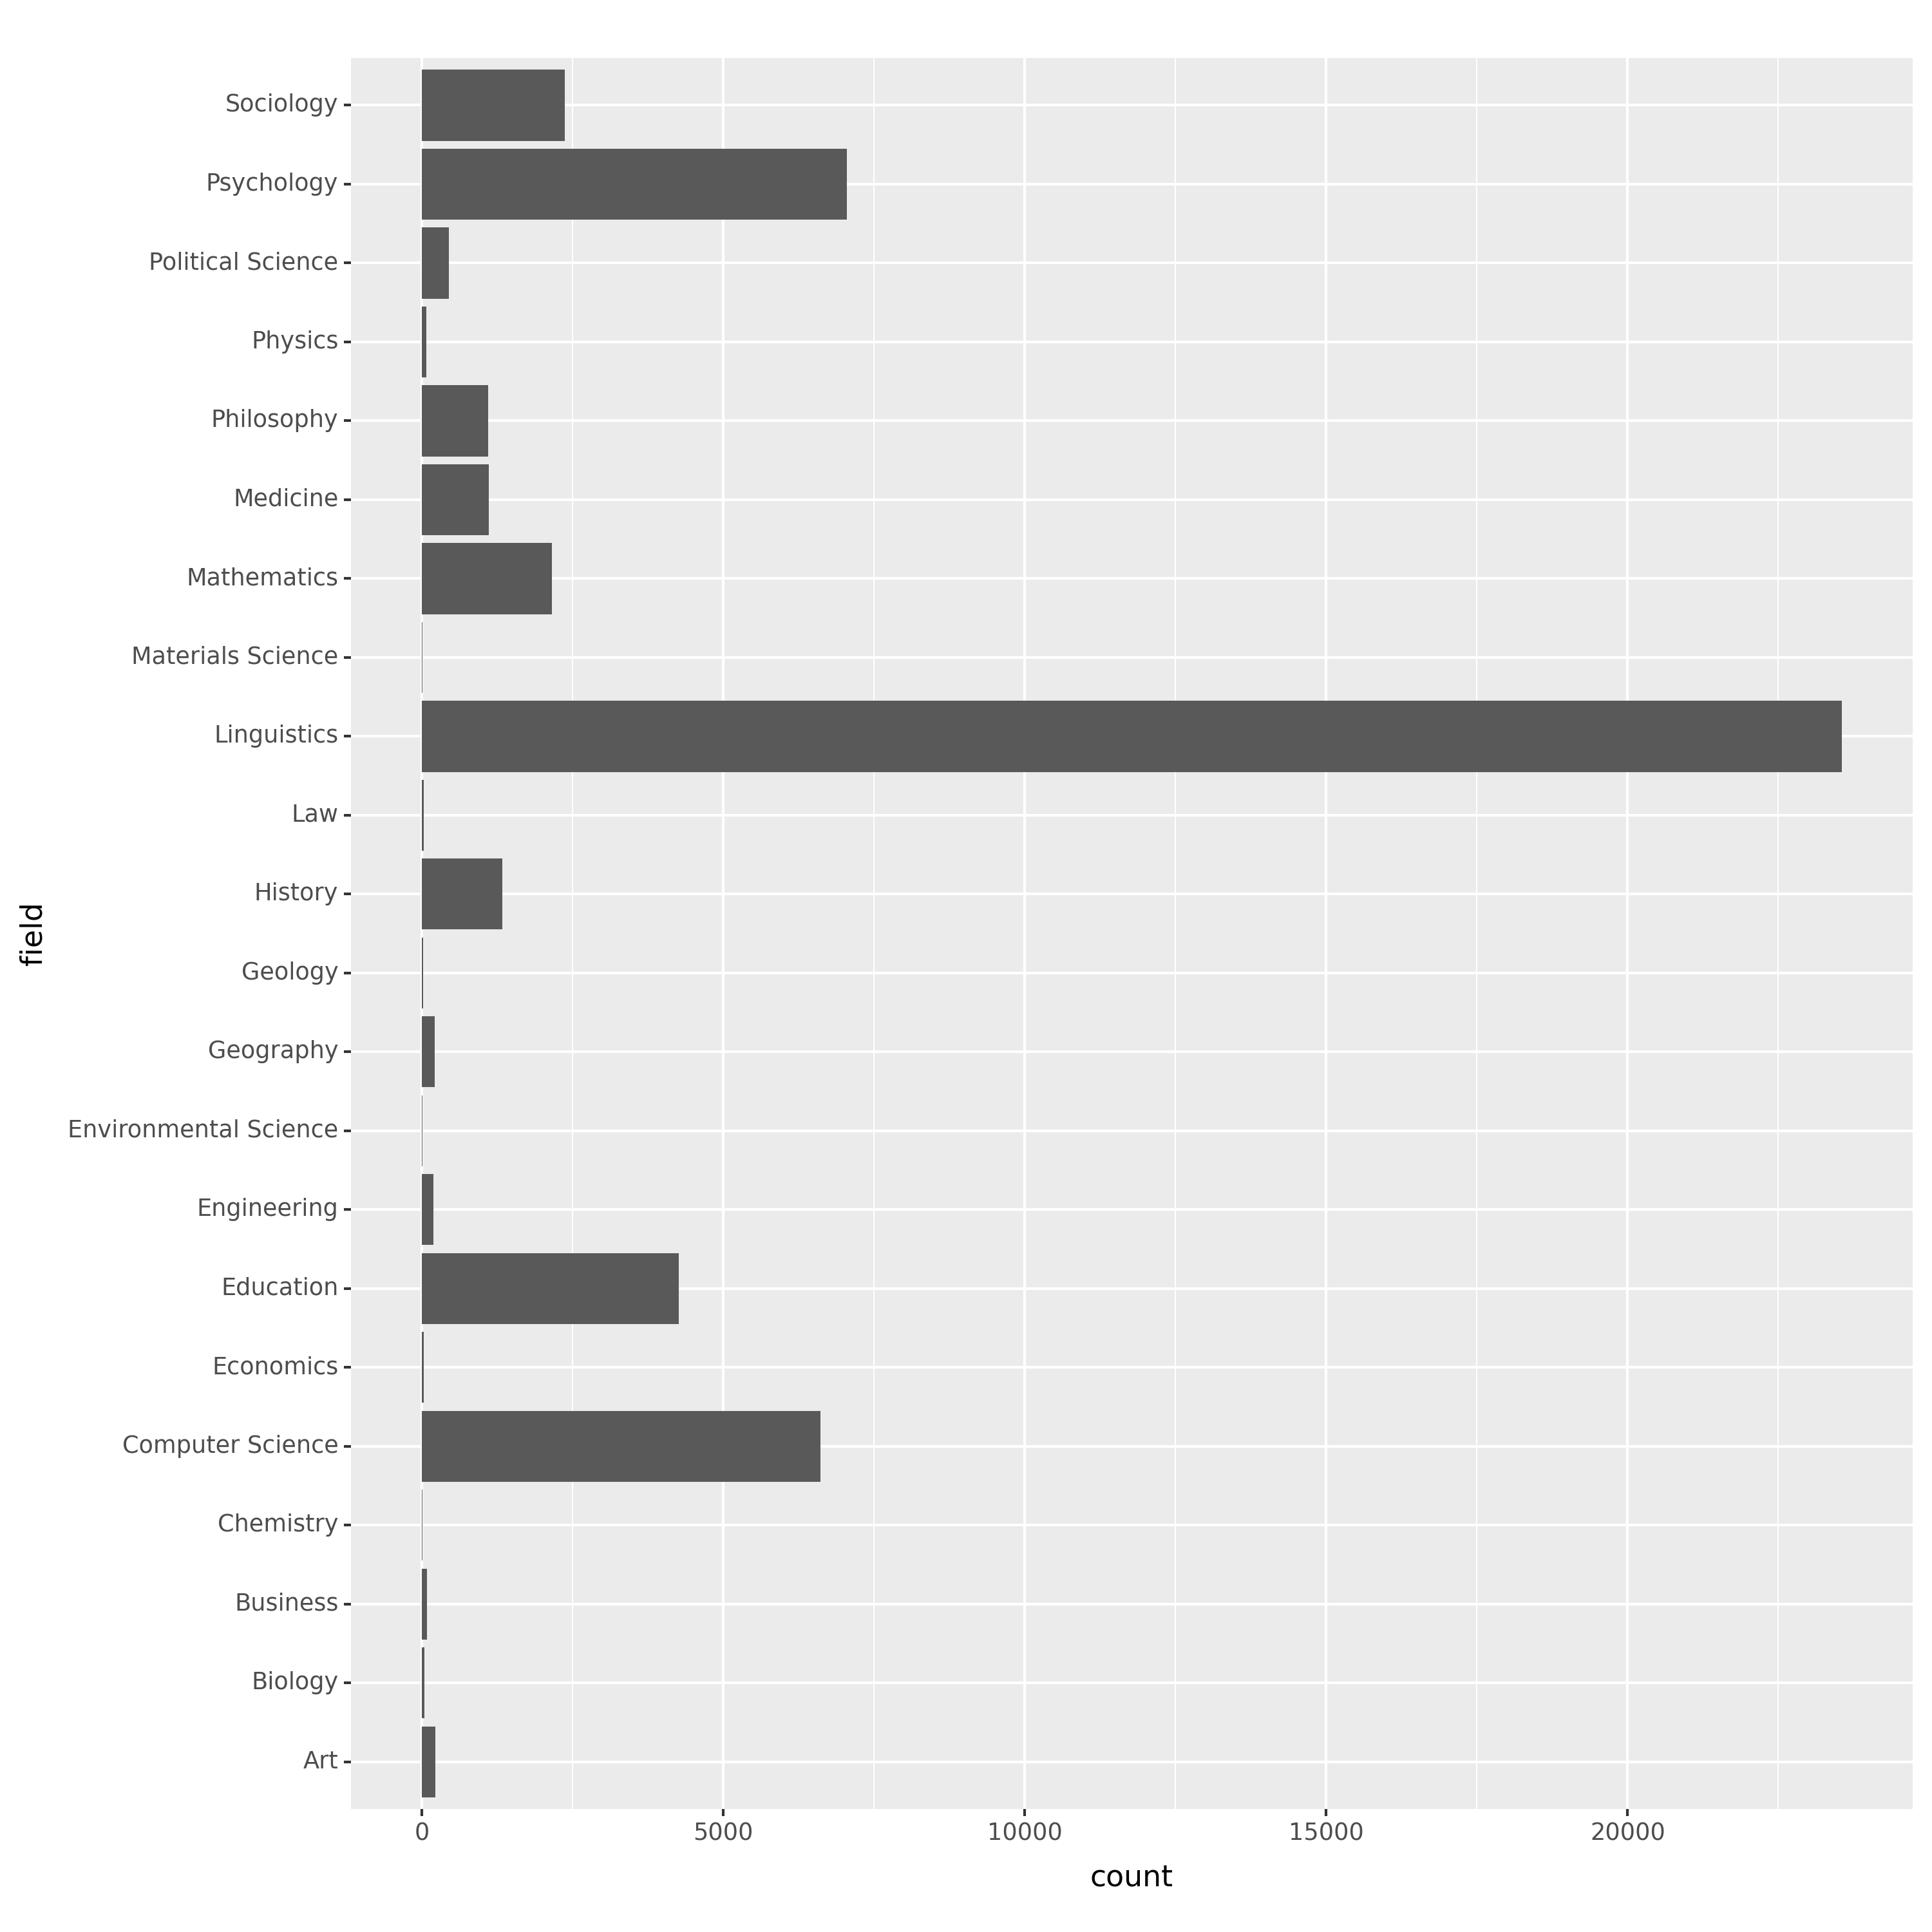 Sociology
Psychology
Political Science
Physics
Philosophy
Medicine
Mathematics
Materials Science
Linguistics
Law
History
Geology
Geography
Environmental Science
Engineering
Education
Economics
Computer Science
Chemistry
Business
Biology
Art
field
0 5000 10000 15000 20000
count